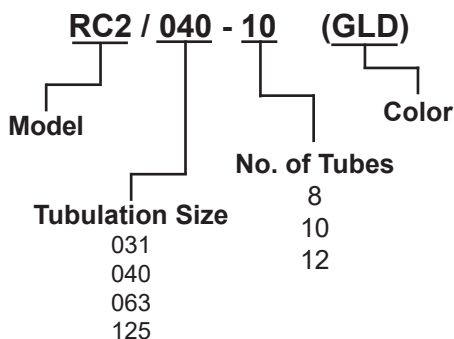 RC2 / 040 - 10 (GLD)
Model
Color
No. of Tubes
8
10
12
Tubulation Size
031
040
063
125